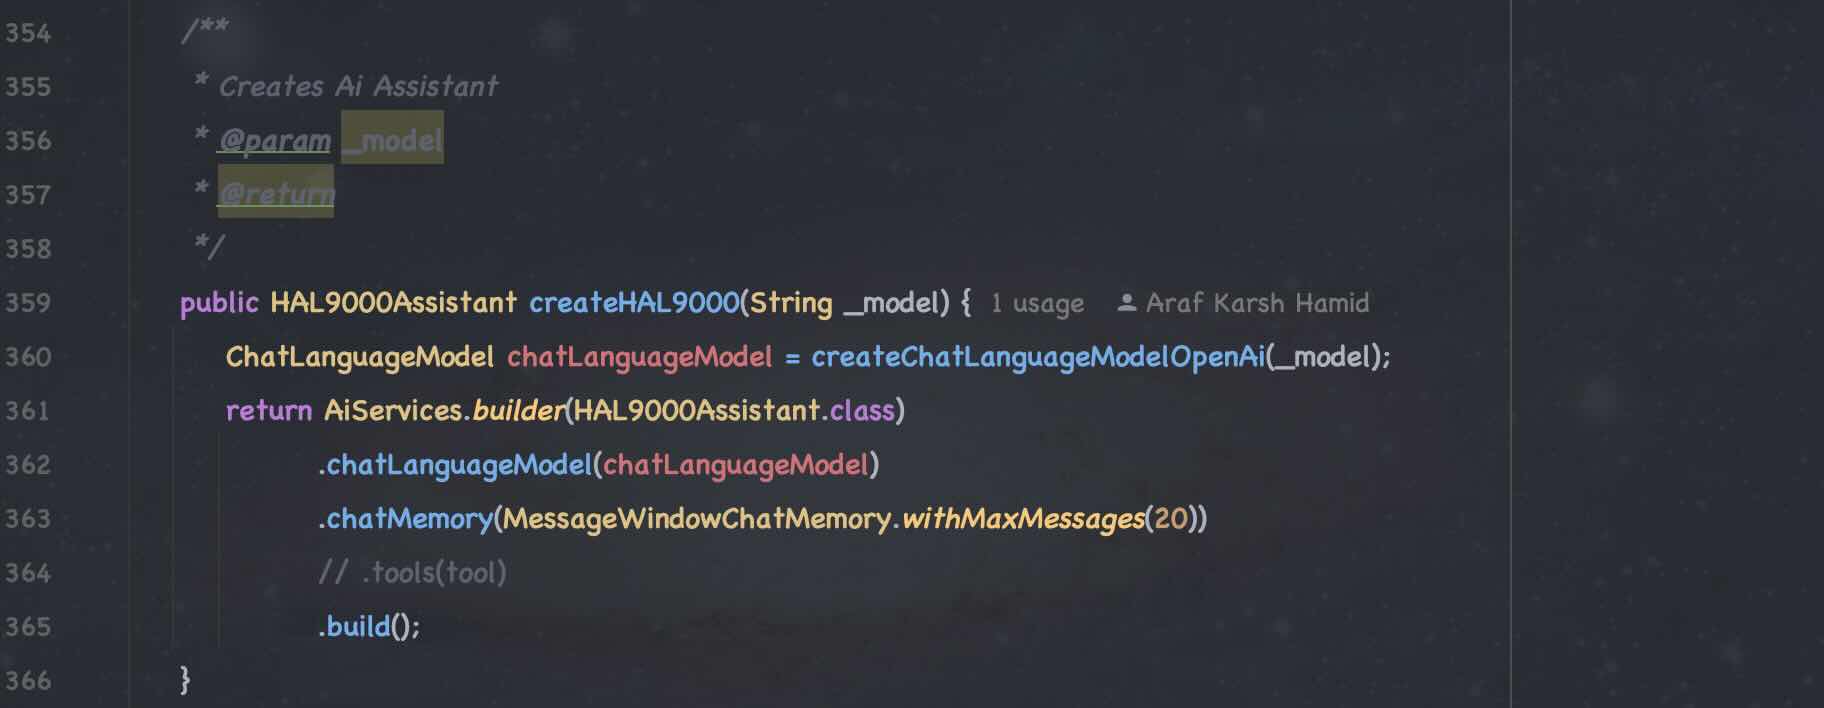 354 /**
355 * Creates Ai Assistant
356 * @param _model
357 * @return
358 */
359 public HAL9000Assistant createHAL9000(String _model) { 1 usage Araf Karsh Hamid
360 ChatLanguageModel chatLanguageModel = createChatLanguageModelOpenAi(_model);
361 return AiServices.builder(HAL9000Assistant.class)
362 .chatLanguageModel(chatLanguageModel)
363 .chatMemory(MessageWindowChatMemory.withMaxMessages(20))
364 // .tools(tool)
365 .build();
366 }